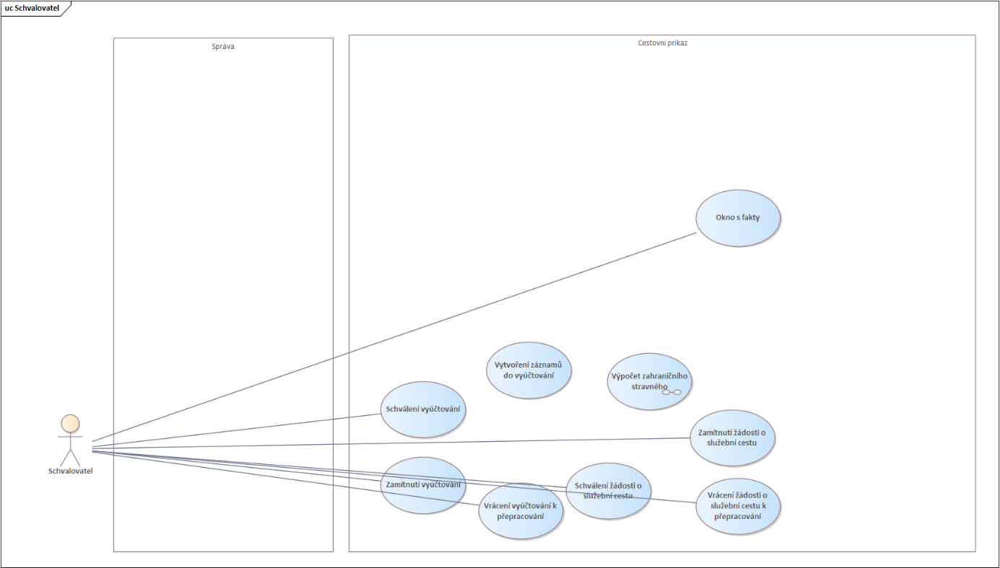 uc Schvalovatel
Správa
Cestovni prikaz
Okno s fakty
Vytvoření záznamů
do vyúčtování
Výpočet zahraničního
stravného
Schválení vyúčtování
Zamítnutí žádosti o
služební cestu
Schvalovatel
Zamítnutí vyúčtování
Vrácení vyúčtování k
přepracování
Schválení žádosti o
služební cestu
Vrácení žádosti o
služební cestu k
přepracování